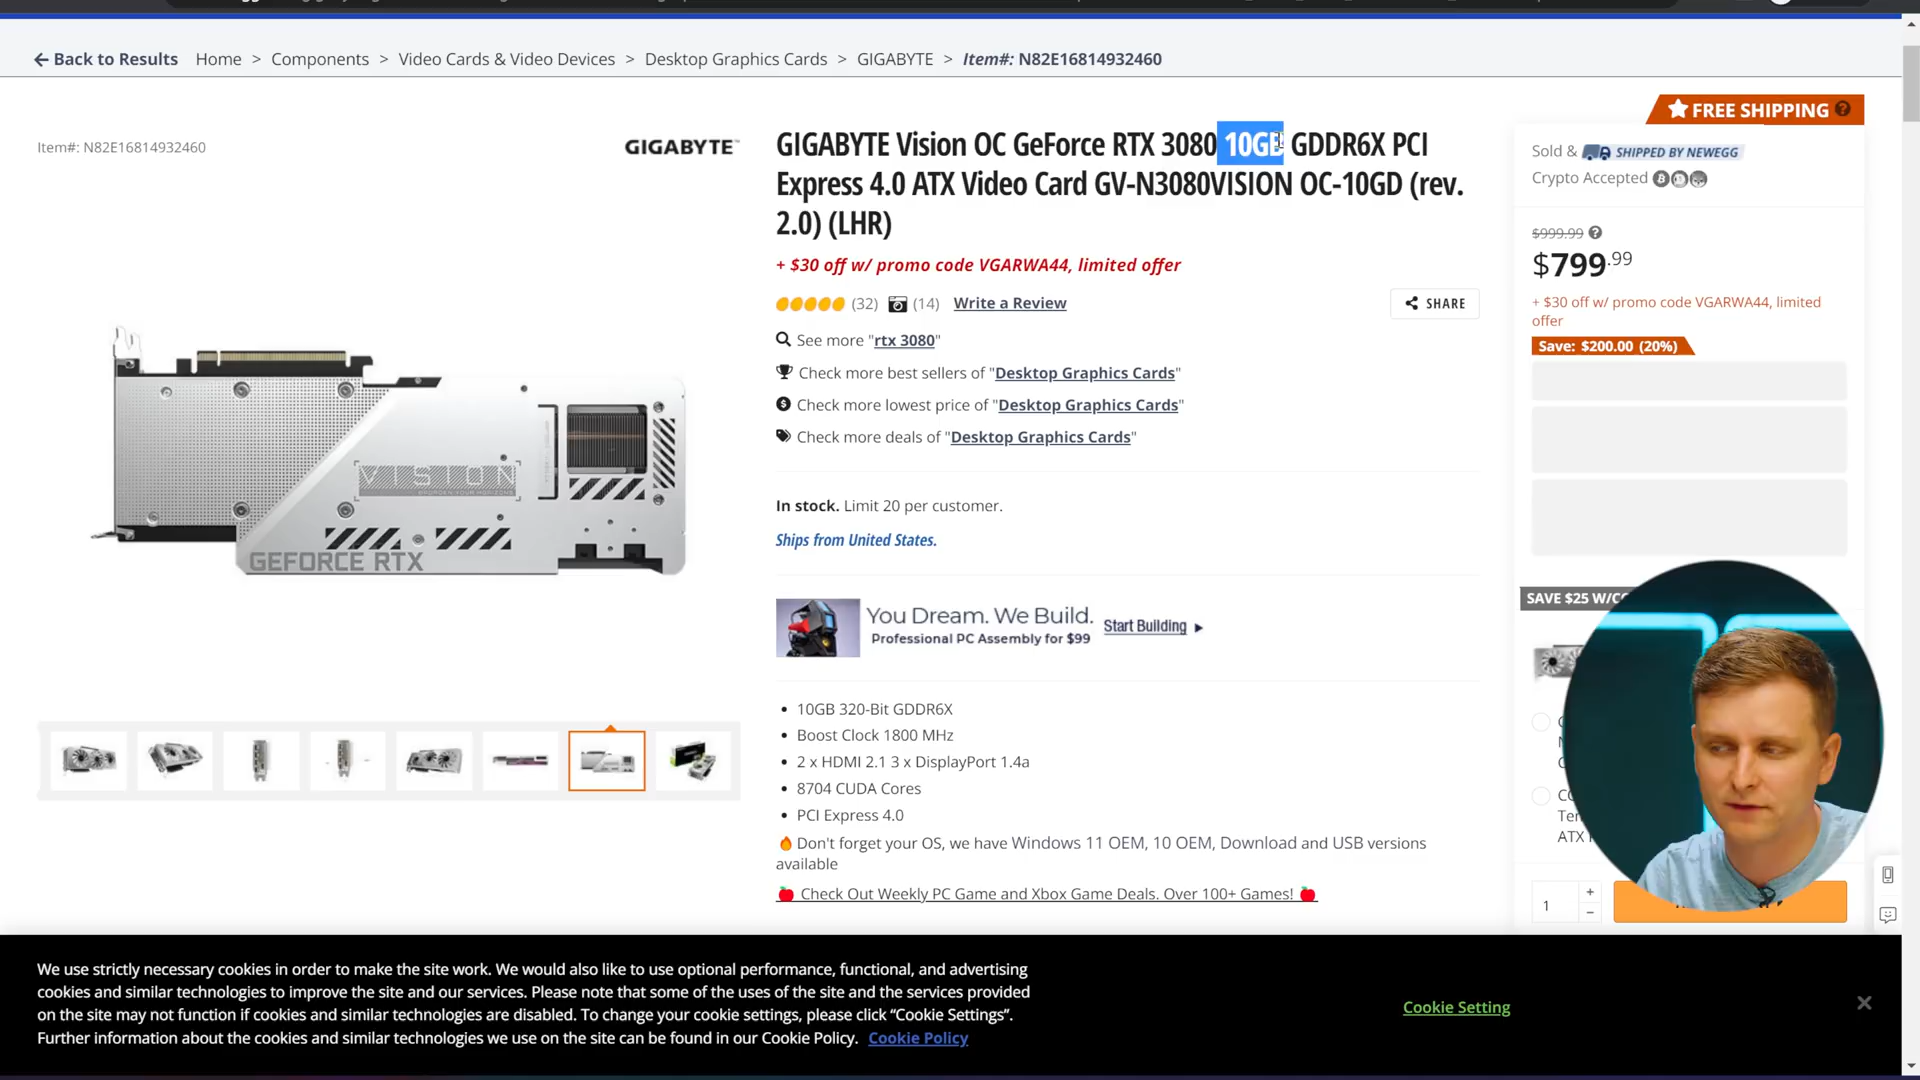 Back to Results Home > Components > Video Cards & Video Devices > Desktop Graphics Cards > GIGABYTE > Item#: N82E16814932460
FREE SHIPPING
Item#: N82E16814932460
GIGABYTE™
GIGABYTE Vision OC GeForce RTX 3080 10GB GDDR6X PCI
Express 4.0 ATX Video Card GV-N3080VISION OC-10GD (rev.
2.0) (LHR)
+ $30 off w/ promo code VGARWA44, limited offer
(32) (14) Write a Review
SHARE
See more "rtx 3080"
Check more best sellers of "Desktop Graphics Cards"
Check more lowest price of "Desktop Graphics Cards"
Check more deals of "Desktop Graphics Cards"
In stock. Limit 20 per customer.
Ships from United States.
VISION
GEFORCE RTX
You Dream. We Build.
Professional PC Assembly for $99
Start Building
• 10GB 320-Bit GDDR6X
• Boost Clock 1800 MHz
• 2 x HDMI 2.1 3 x DisplayPort 1.4a
• 8704 CUDA Cores
• PCI Express 4.0
Don't forget your OS, we have Windows 11 OEM, 10 OEM, Download and USB versions
available
Check Out Weekly PC Game and Xbox Game Deals. Over 100+ Games!
Sold & SHIPPED BY NEWEGG
Crypto Accepted
$999.99
$799.99
+ $30 off w/ promo code VGARWA44, limited
offer
Save: $200.00 (20%)
SAVE $25 W/CO
ATX
1
We use strictly necessary cookies in order to make the site work. We would also like to use optional performance, functional, and advertising
cookies and similar technologies to improve the site and our services. Please note that some of the uses of the site and the services provided
on the site may not function if cookies and similar technologies are disabled. To change your cookie settings, please click “Cookie Settings”.
Further information about the cookies and similar technologies we use on the site can be found in our Cookie Policy. Cookie Policy
Cookie Setting